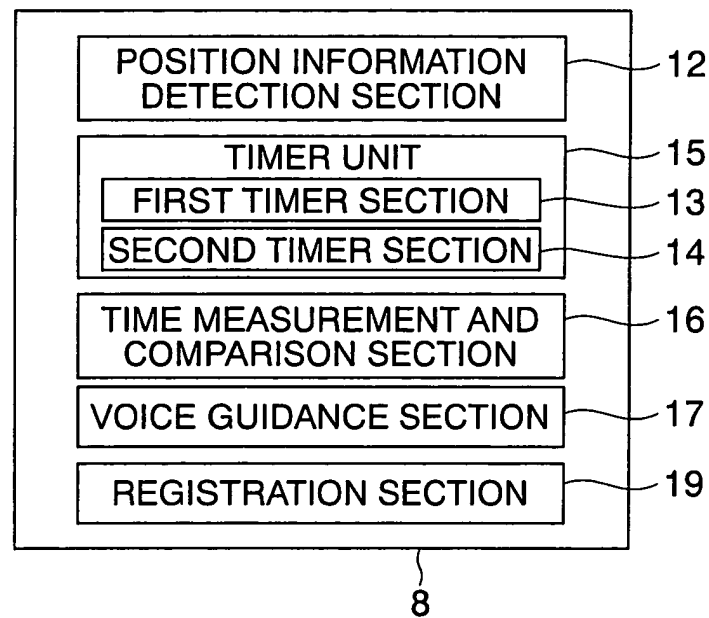 POSITION INFORMATION
DETECTION SECTION
12
TIMER UNIT
15
FIRST TIMER SECTION
13
SECOND TIMER SECTION
14
TIME MEASUREMENT AND
COMPARISON SECTION
16
VOICE GUIDANCE SECTION
17
REGISTRATION SECTION
19
8